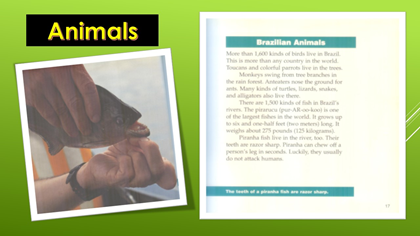 Animals
Brazilian Animals
More than 1,600 kinds of birds live in Brazil.
This is more than any country in the world.
Toucans and colorful parrots live in the trees.
Monkeys swing from tree branches in
the rain forest. Anteaters nose the ground for
ants. Many kinds of turtles, lizards, snakes,
and alligators also live there.
There are 1,500 kinds of fish in Brazil's
rivers. The pirarucu (pur-AR-oo-koo) is one
of the largest fishes in the world. It grows up
to six and one-half feet (two meters) long. It
weighs about 275 pounds (125 kilograms).
Piranha fish live in the river, too. Their
teeth are razor sharp. Piranha can chew off a
person's leg in seconds. Luckily, they usually
do not attack humans.
The teeth of a piranha fish are razor sharp.
17